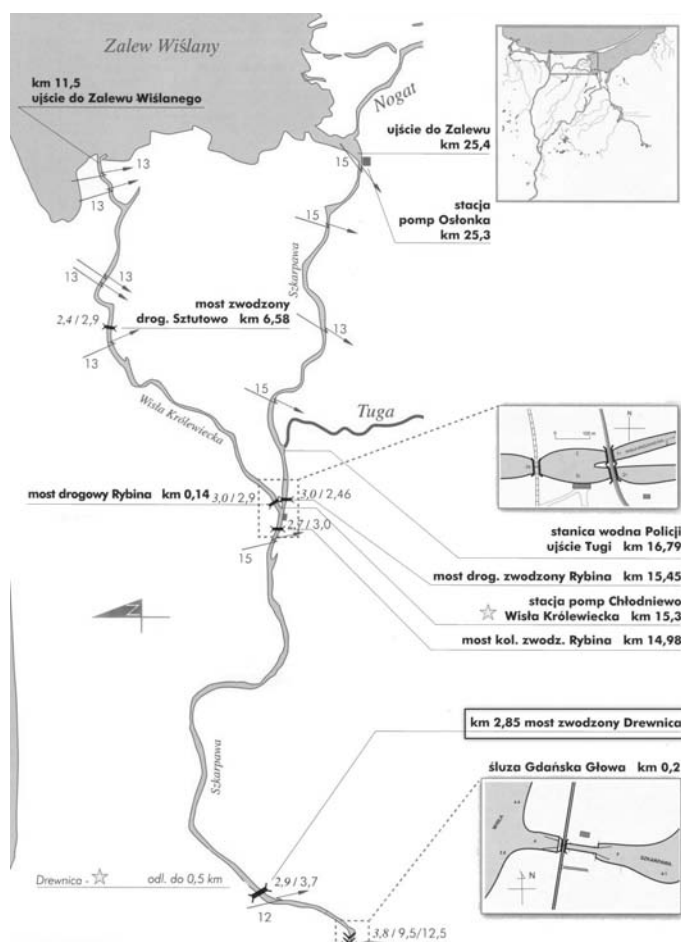 Zalew Wiślany
km 11,5
ujście do Zalewu Wiślanego
Nogat
ujście do Zalewu
km 25,4
13
15
13
stacja
pomp Osłonka
km 25,3
15
Szkarpawa
13
13
most zwodzony
drog. Sztutowo km 6,58
2,4 / 2,9
13
13
15
Wisła Królewiecka
Tuga
N
0 100 m
most drogowy Rybina km 0,14
3,0 / 2,9
3,0 / 2,46
2,7 / 3,0
15
stanica wodna Policji
ujście Tugi km 16,79
most drog. zwodzony Rybina km 15,45
stacja pomp Chłodniewo
Wisła Królewiecka km 15,3
most kol. zwodz. Rybina km 14,98
N
km 2,85 most zwodzony Drewnica
śluza Gdańska Głowa km 0,2
Szkarpawa
WISŁA
SZKARPAWA
N
Drewnica - odl. do 0,5 km
2,9 / 3,7
12
3,8 / 9,5/12,5